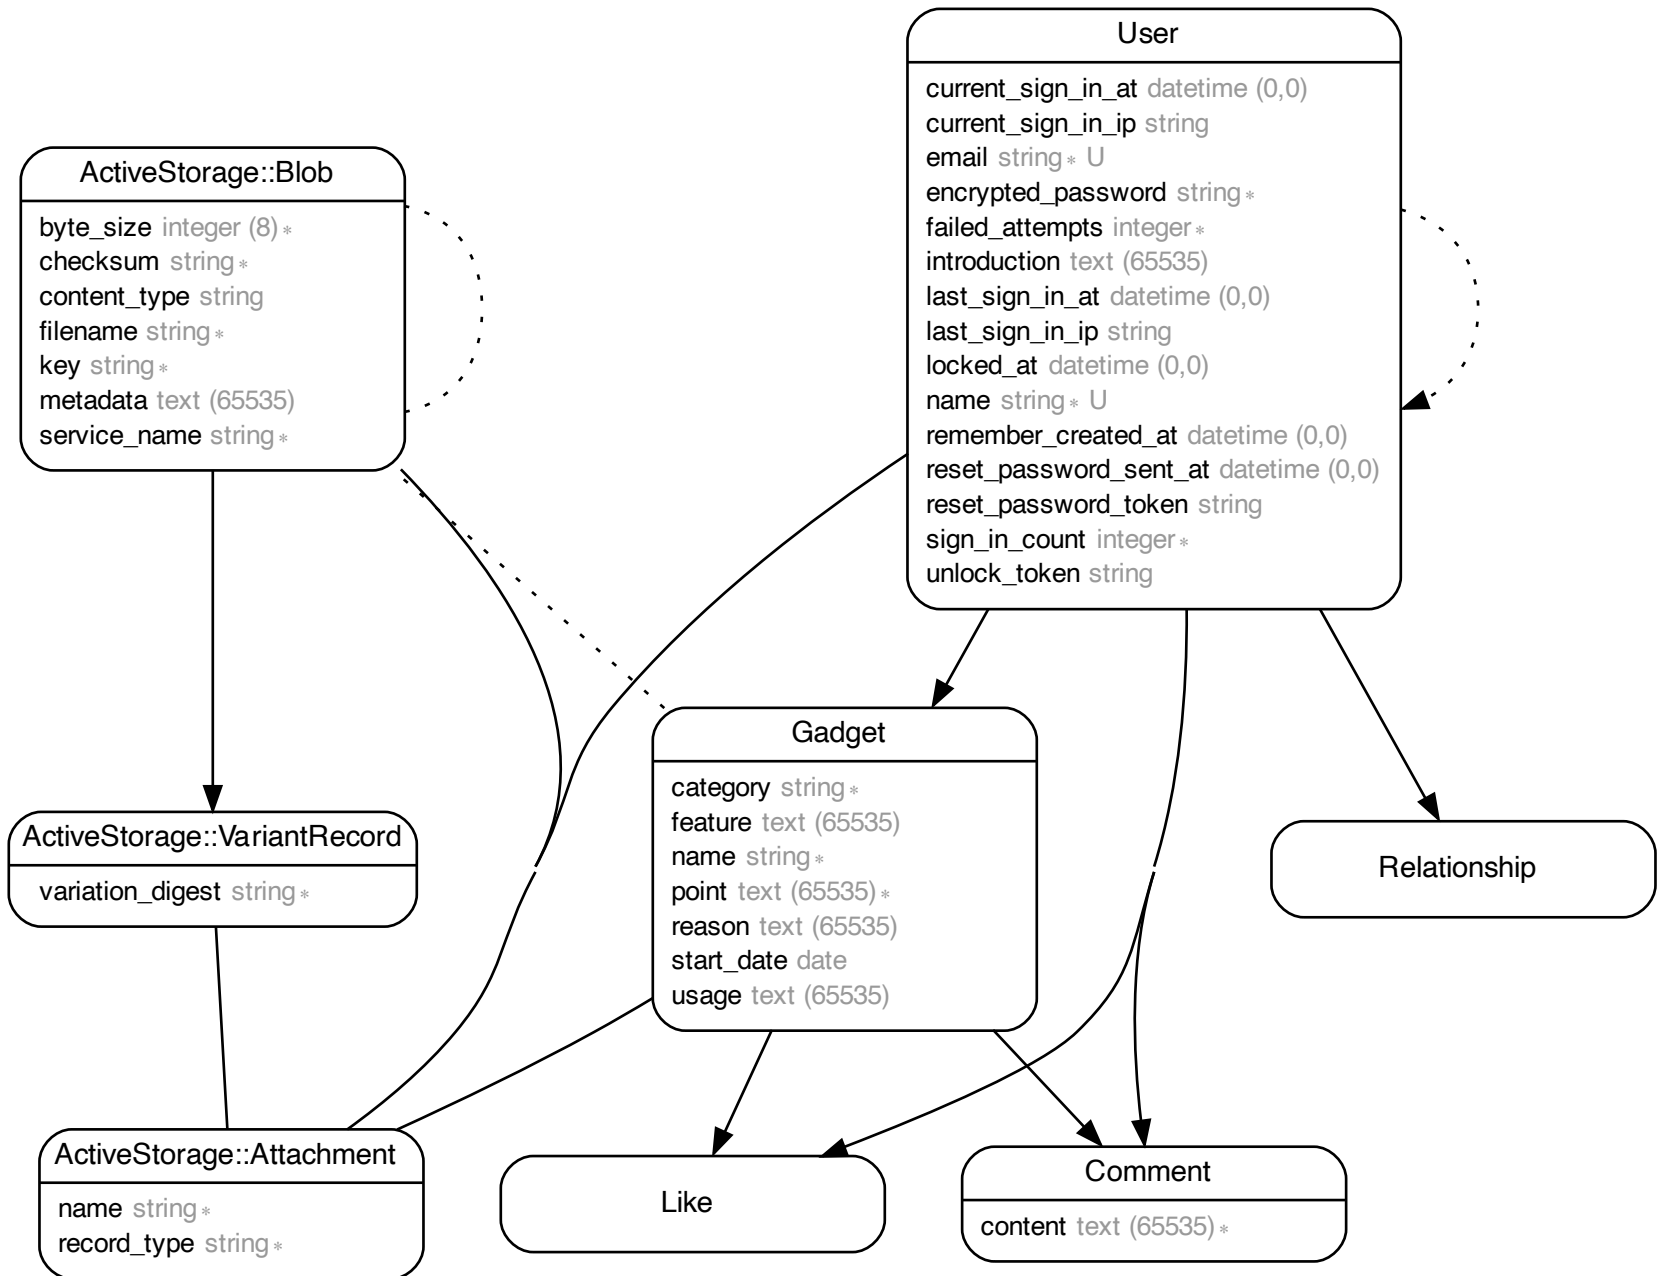 User
current_sign_in_at datetime (0,0)
current_sign_in_ip string
email string∗ U
encrypted_password string∗
failed_attempts integer∗
introduction text (65535)
last_sign_in_at datetime (0,0)
last_sign_in_ip string
locked_at datetime (0,0)
name string∗ U
remember_created_at datetime (0,0)
reset_password_sent_at datetime (0,0)
reset_password_token string
sign_in_count integer∗
unlock_token string
ActiveStorage::Blob
byte_size integer (8)∗
checksum string∗
content_type string
filename string∗
key string∗
metadata text (65535)
service_name string∗
Gadget
category string∗
feature text (65535)
name string∗
point text (65535)∗
reason text (65535)
start_date date
usage text (65535)
ActiveStorage::VariantRecord
variation_digest string∗
Relationship
ActiveStorage::Attachment
name string∗
record_type string∗
Like
Comment
content text (65535)∗